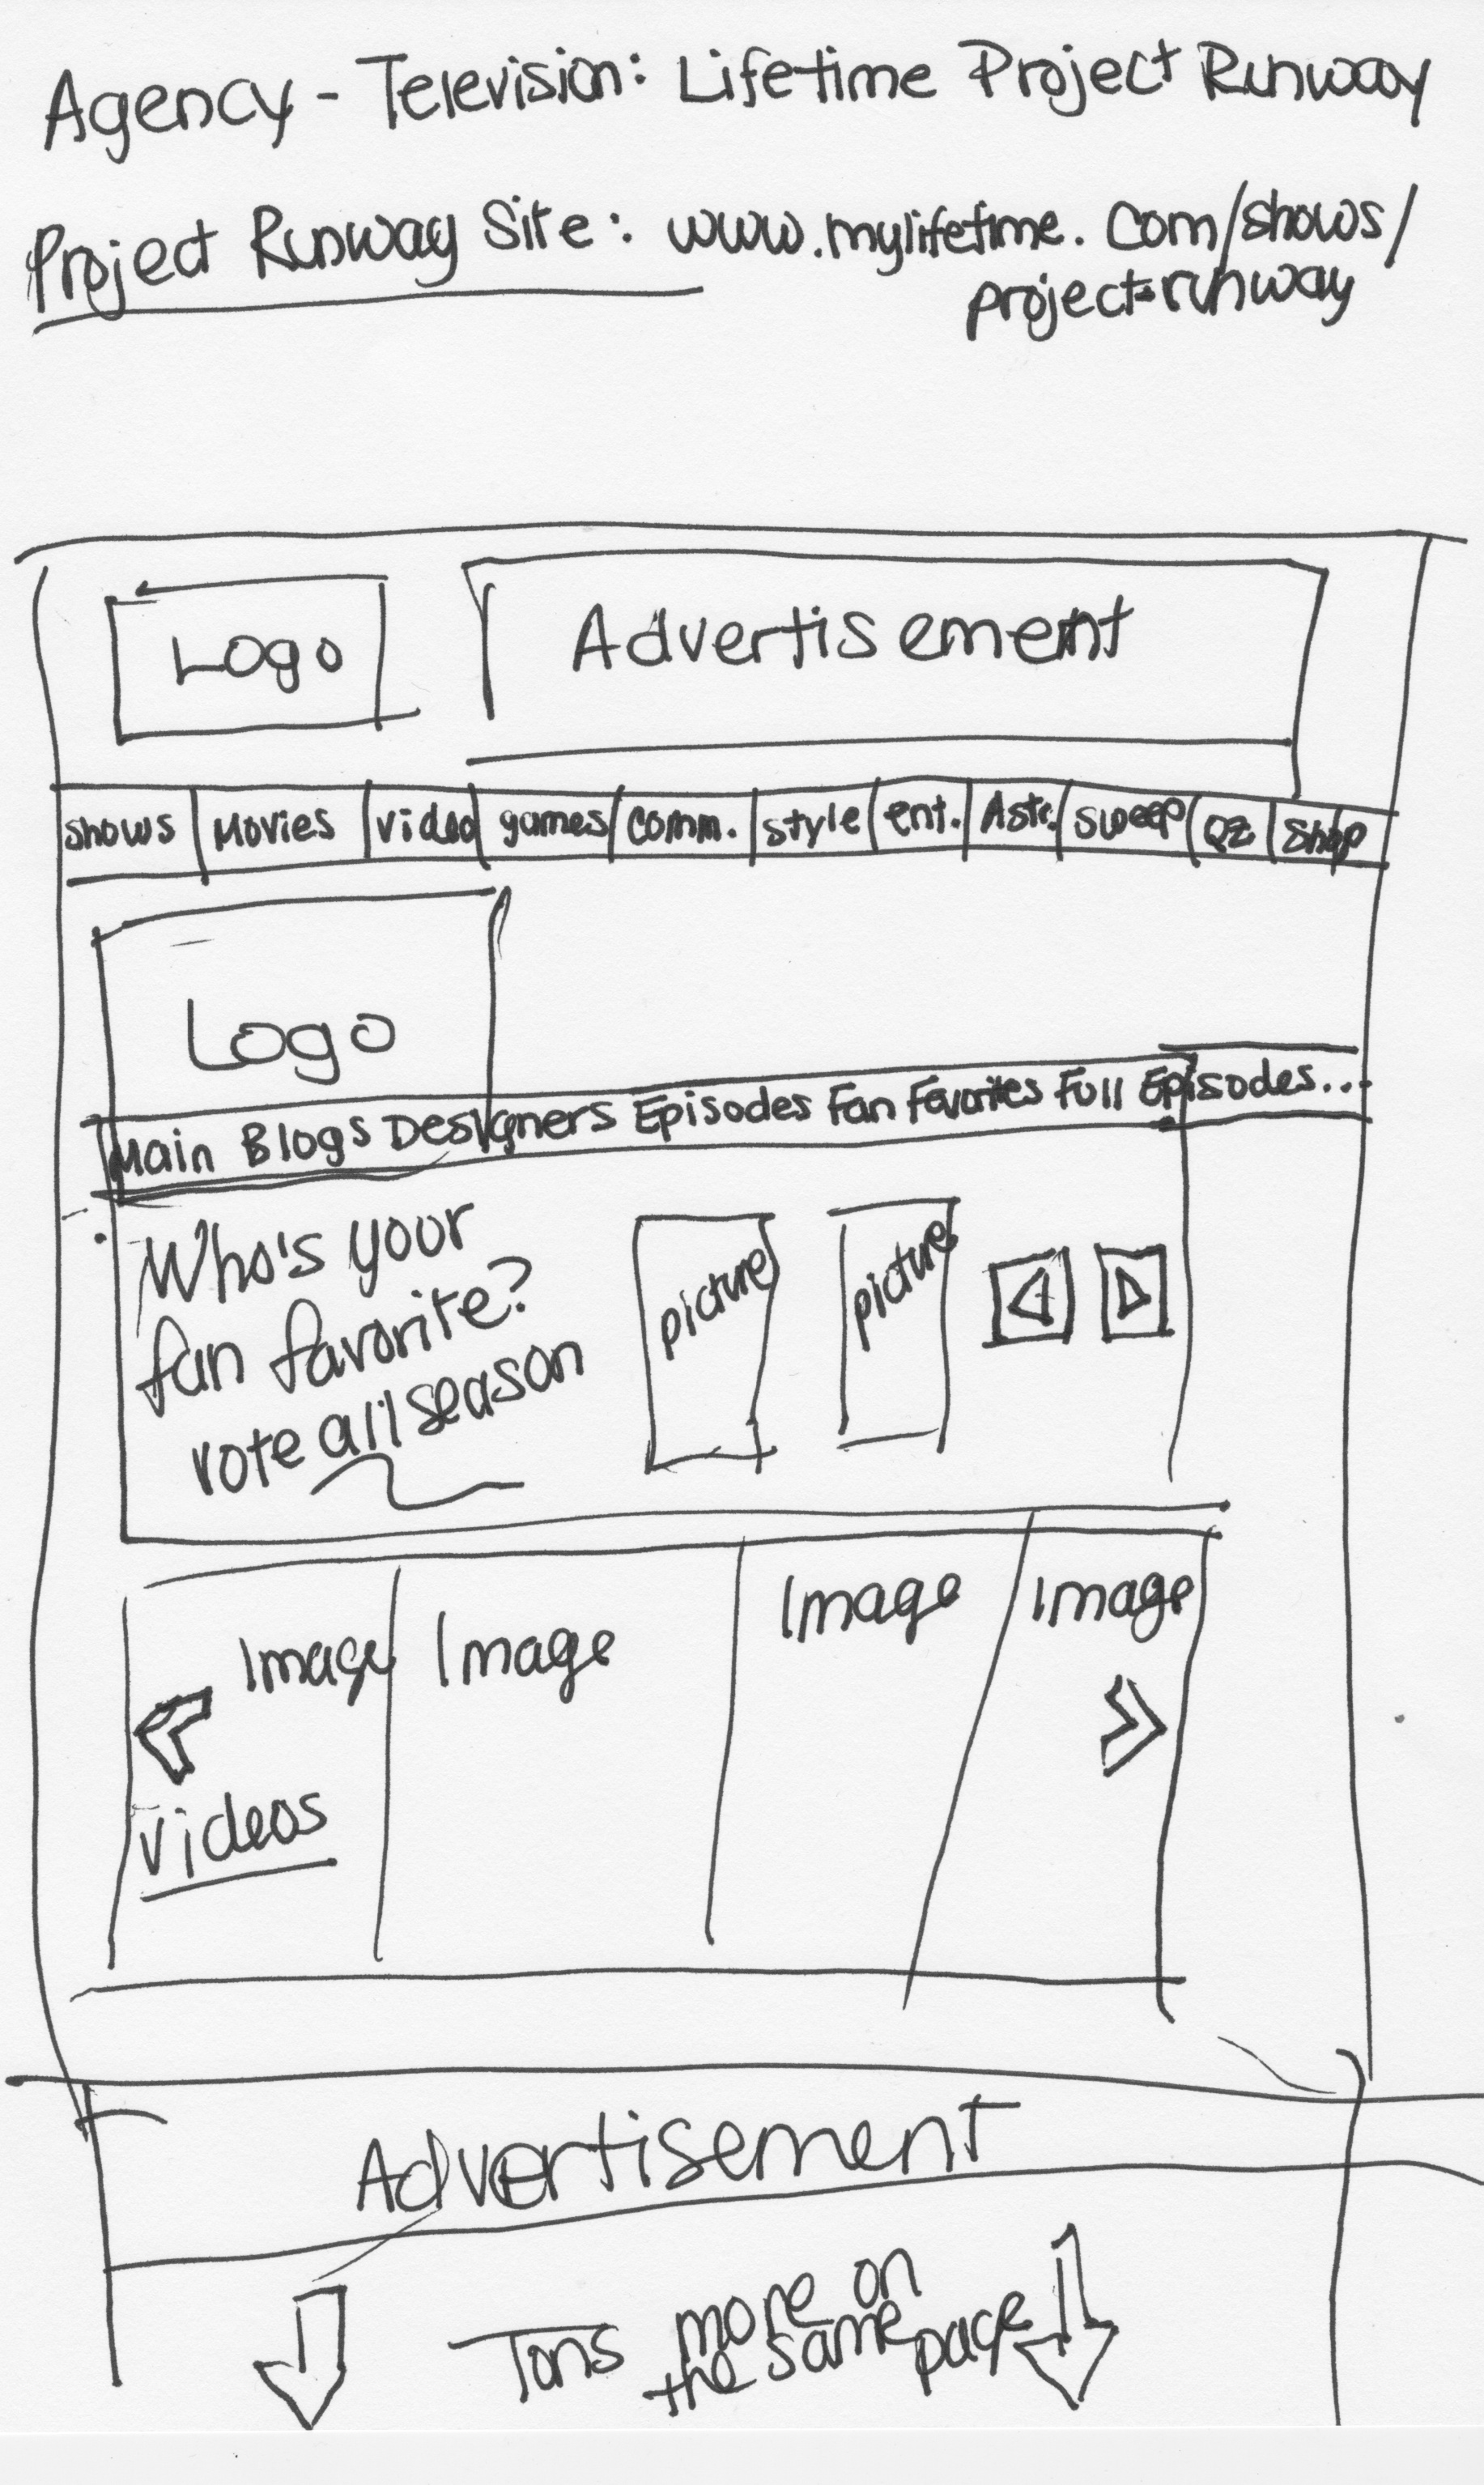 Agency - Television: Lifetime Project Runway
Project Runway Site: www.mylifetime.com/shows/
project-runway
Logo
Advertisement
shows Movies video games comm. style ent. Astr. sweep Qz shop
Logo
Main Blogs Designers Episodes Fan Favorites Full Episodes...
Who's your
fan favorite?
vote all season
picture
picture
Image
Image
Image
Image
videos
Advertisement
Tons more on
the same page